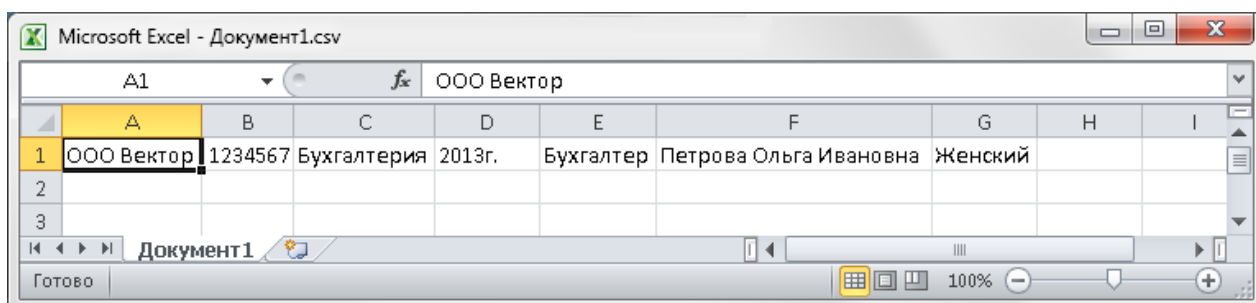 Microsoft Excel - Документ1.csv
A1 fx ООО Вектор
A B C D E F G H I
1 ООО Вектор 1234567 Бухгалтерия 2013г. Бухгалтер Петрова Ольга Ивановна Женский
2
3
Документ1
Готово 100%